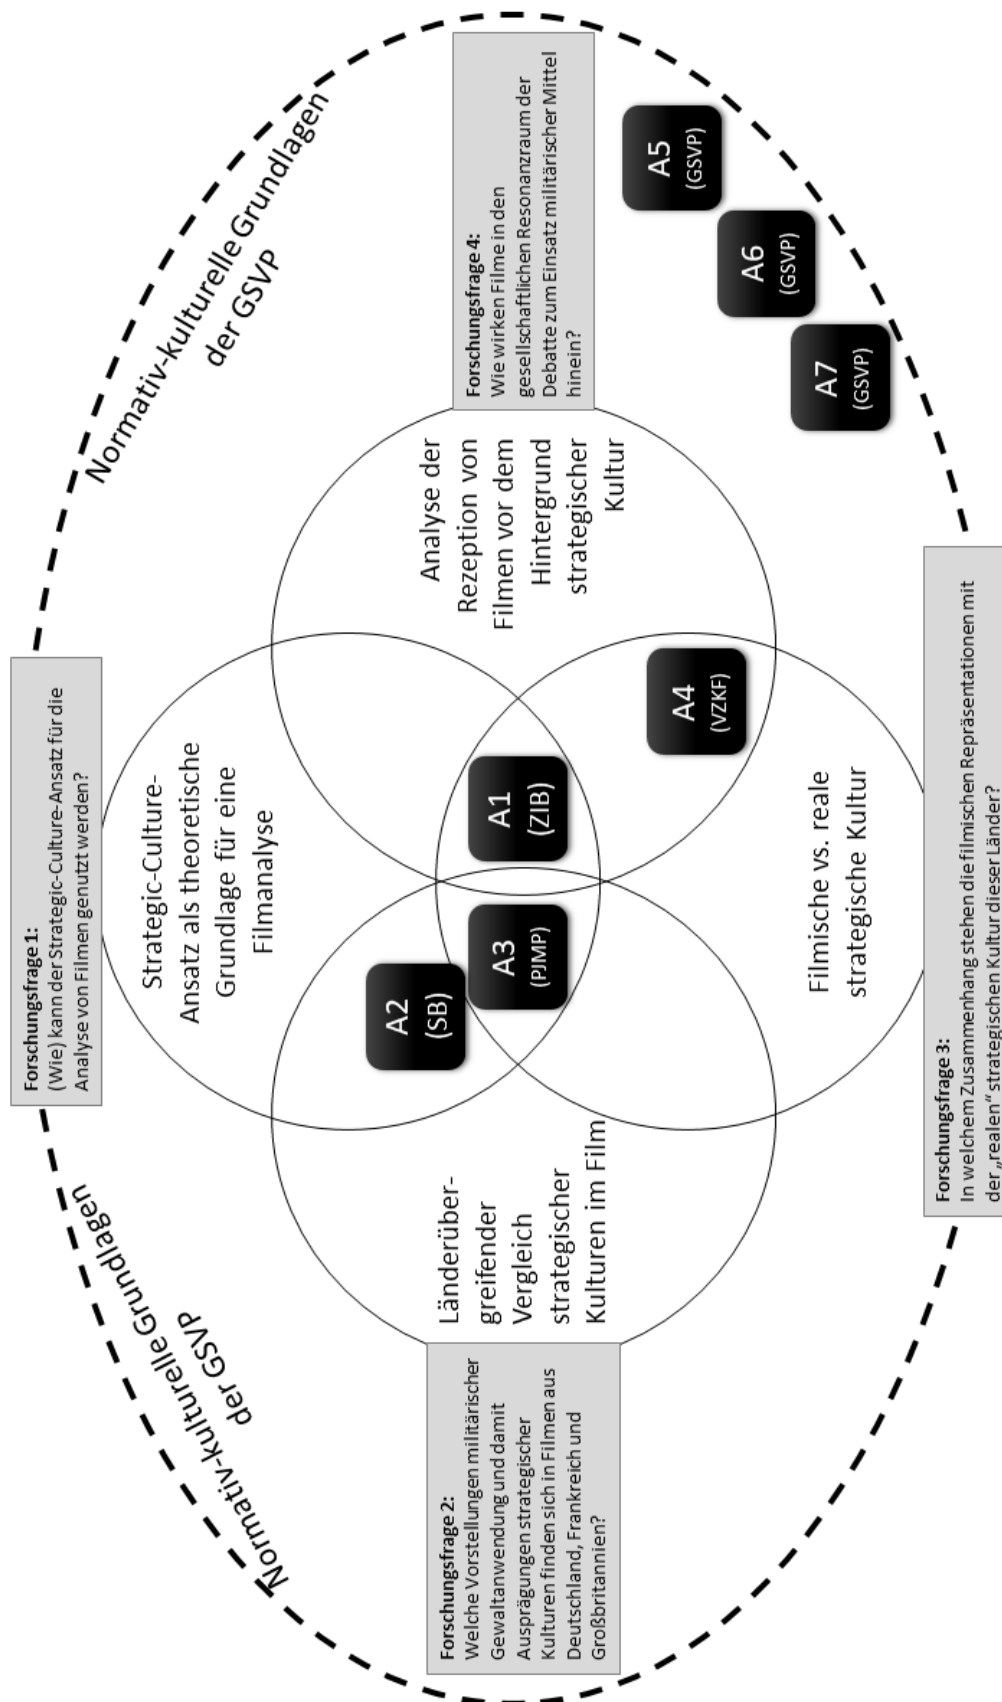 Normativ-kulturelle Grundlagen
der GSVP
Normativ-kulturelle Grundlagen
der GSVP
Forschungsfrage 1:
(Wie) kann der Strategic-Culture-Ansatz für die
Analyse von Filmen genutzt werden?
Strategic-Culture-
Ansatz als theoretische
Grundlage für eine
Filmanalyse
Forschungsfrage 2:
Welche Vorstellungen militärischer
Gewaltanwendung und damit
Ausprägungen strategischer
Kulturen finden sich in Filmen aus
Deutschland, Frankreich und
Großbritannien?
Länderüber-
greifender
Vergleich
strategischer
Kulturen im Film
A2
(SB)
A3
(PJMP)
A1
(ZIB)
A4
(VZKF)
Analyse der
Rezeption von
Filmen vor dem
Hintergrund
strategischer
Kultur
Forschungsfrage 4:
Wie wirken Filme in den
gesellschaftlichen Resonanzraum der
Debatte zum Einsatz militärischer Mittel
hinein?
A5
(GSVP)
A6
(GSVP)
A7
(GSVP)
Filmische vs. reale
strategische Kultur
Forschungsfrage 3:
In welchem Zusammenhang stehen die filmischen Repräsentationen mit
der „realen“ strategischen Kultur dieser Länder?